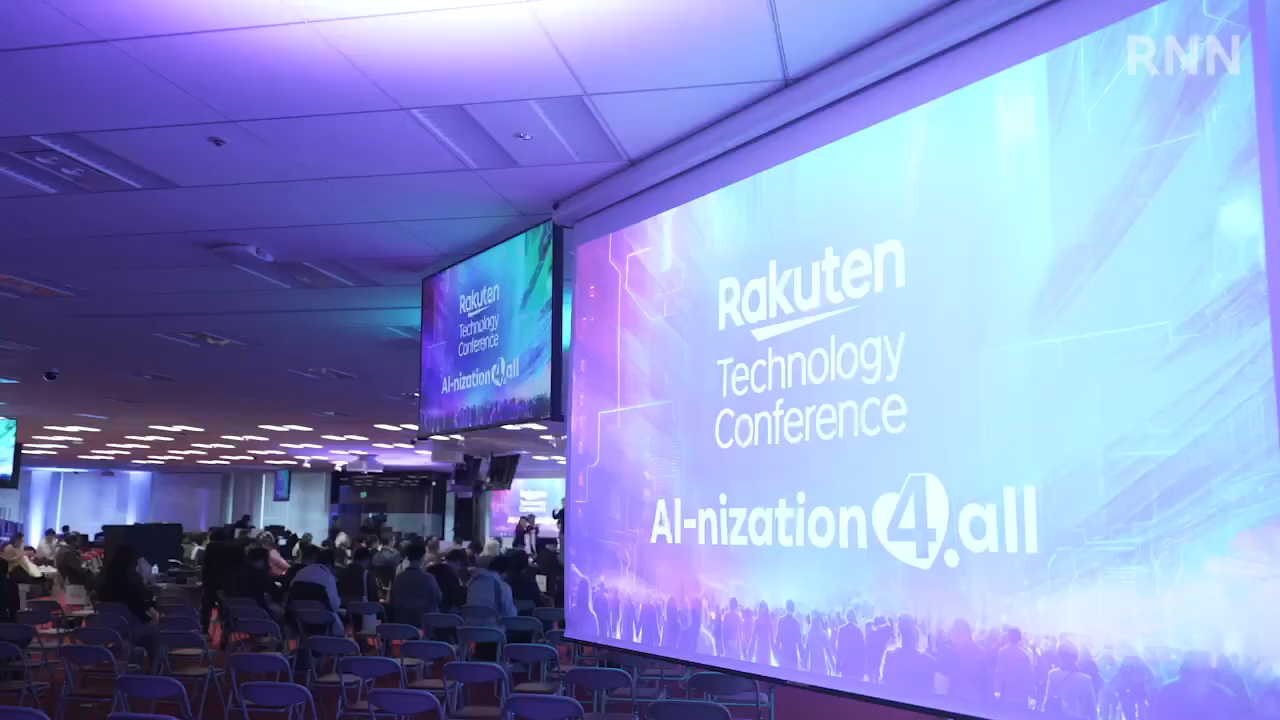 RNN
Rakuten
Technology
Conference
AI-nization 4.all
Rakuten
Technology
Conference
AI-nization 4.all